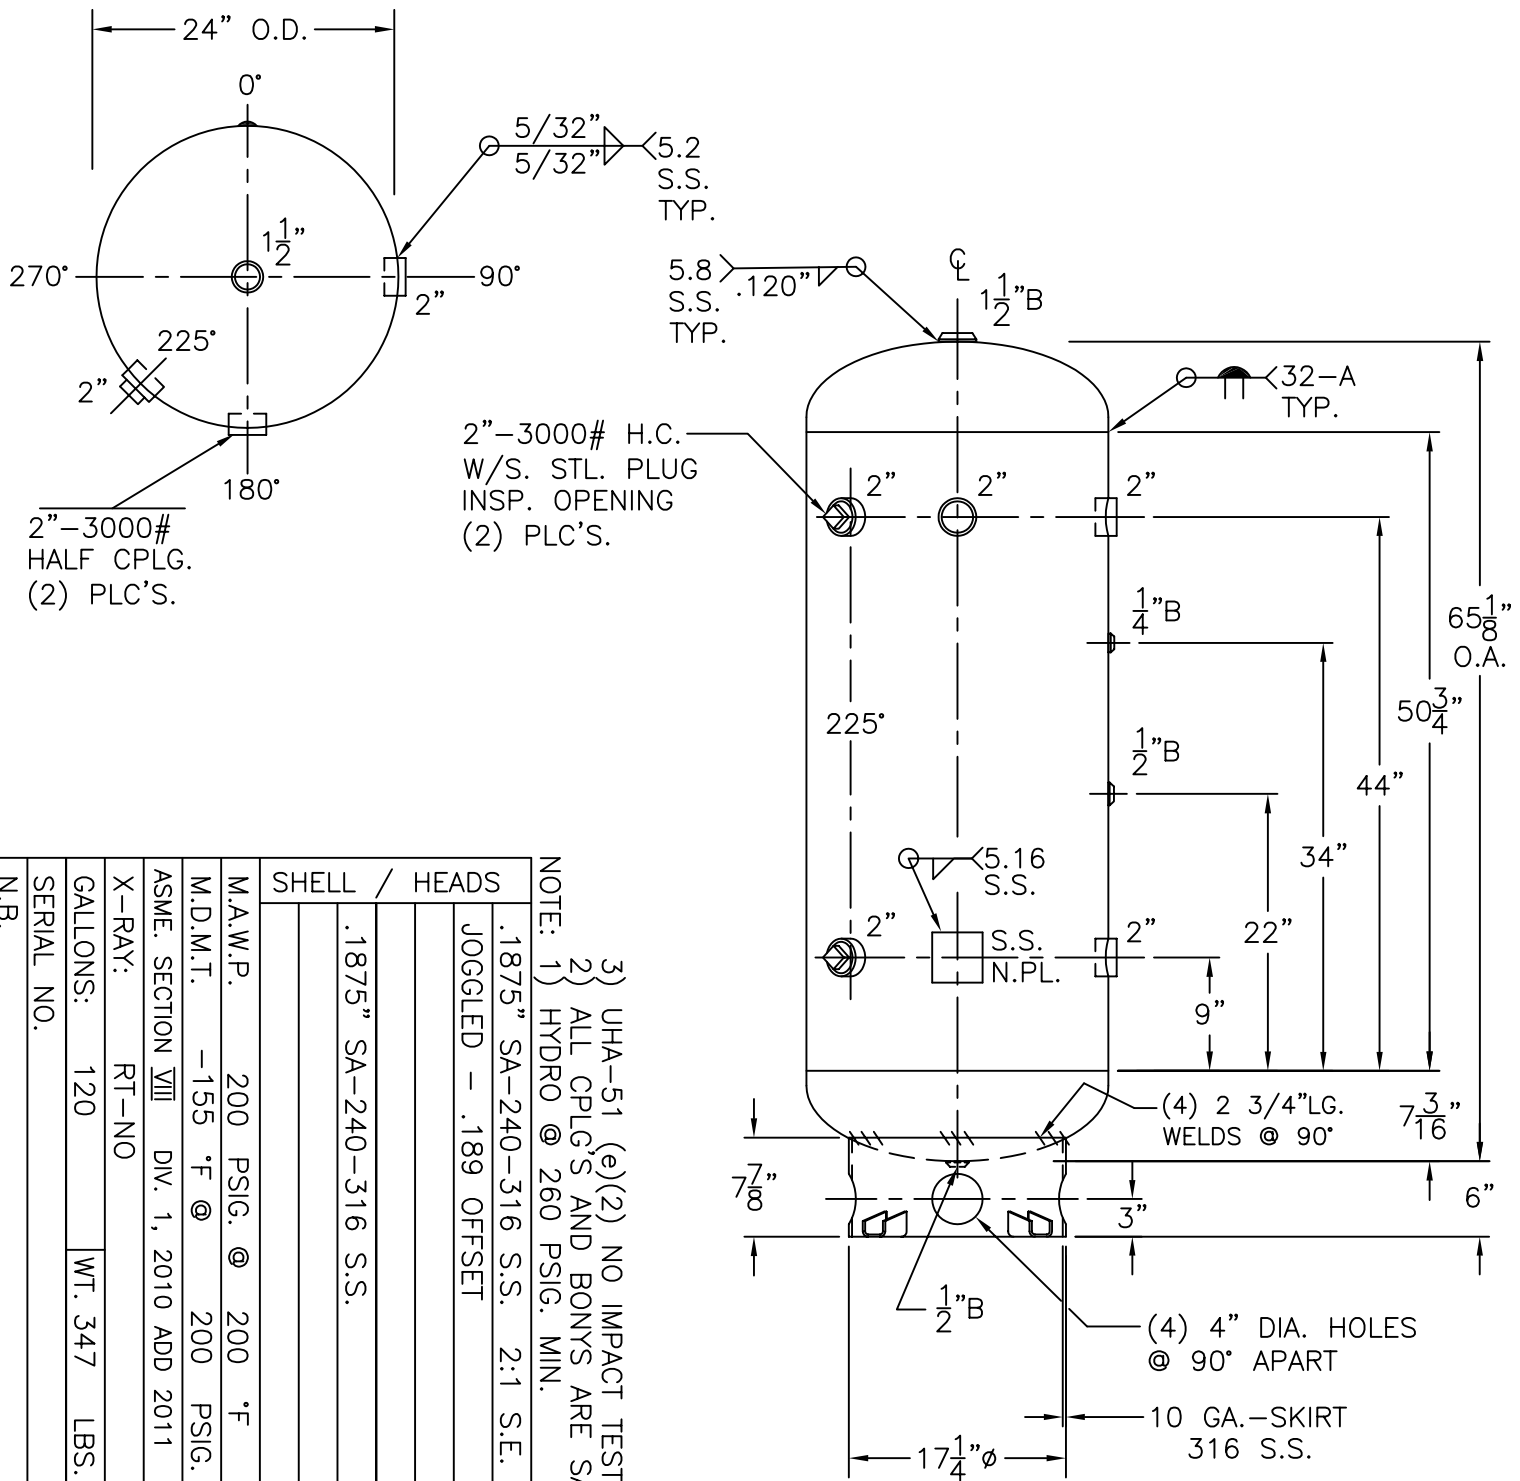 24" O.D.
0°
5/32"
5/32"
5.2
S.S.
TYP.
1 1/2"
270°
90°
2"
225°
2"
180°
2"-3000#
HALF CPLG.
(2) PLC'S.
5.8
S.S.
TYP.
.120"
℄
1 1/2"B
32-A
TYP.
2"-3000# H.C.
W/S. STL. PLUG
INSP. OPENING
(2) PLC'S.
2"
2"
2"
1/4"B
65 1/8"
O.A.
50 3/4"
225°
1/2"B
44"
34"
5.16
S.S.
22"
2"
S.S.
N.PL.
2"
9"
(4) 2 3/4"LG.
WELDS @ 90°
7 3/16"
7 7/8"
3"
6"
1/2"B
(4) 4" DIA. HOLES
@ 90° APART
10 GA.-SKIRT
316 S.S.
17 1/4"ø
3) UHA-51 (e)(2) NO IMPACT TEST
2) ALL CPLG'S AND BONYS ARE
NOTE: 1) HYDRO @ 260 PSIG. MIN.
SHELL / HEADS
.1875" SA-240-316 S.S. 2:1 S.E.
JOGGLED - .189 OFFSET
.1875" SA-240-316 S.S.
M.A.W.P. 200 PSIG. @ 200 °F
M.D.M.T. -155 °F @ 200 PSIG.
ASME. SECTION VIII DIV. 1, 2010 ADD 2011
X-RAY: RT-NO
GALLONS: 120 WT. 347 LBS.
SERIAL NO.
N.B.